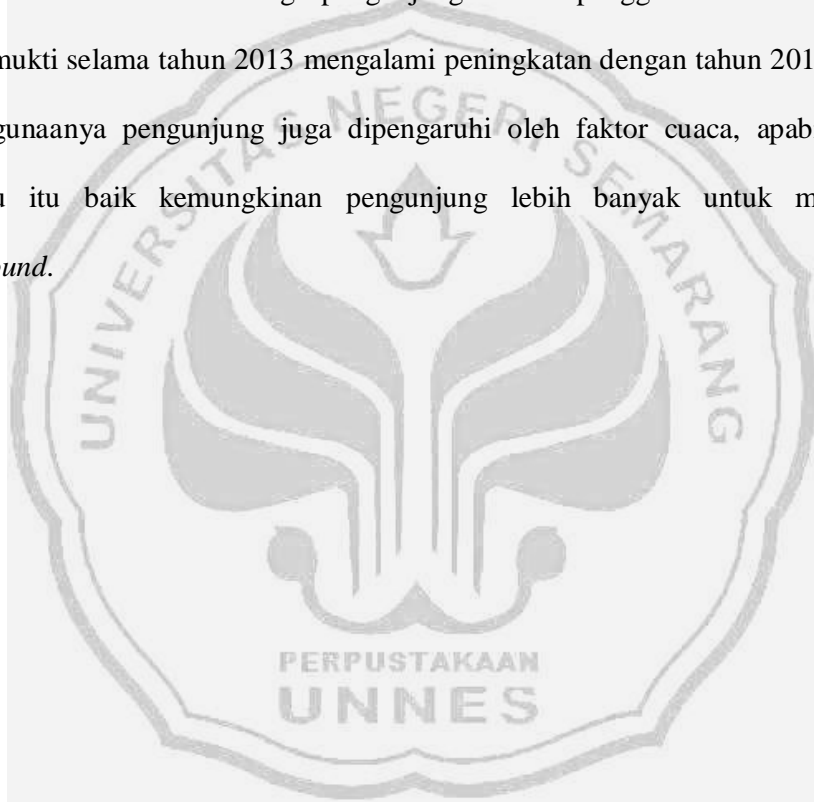 mukti selama tahun 2013 mengalami peningkatan dengan tahun 201
gunaanya pengunjung juga dipengaruhi oleh faktor cuaca, apab
u itu baik kemungkinan pengunjung lebih banyak untuk m
ound.
UNIVERSITAS NEGERI SEMARANG
PERPUSTAKAAN
UNNES